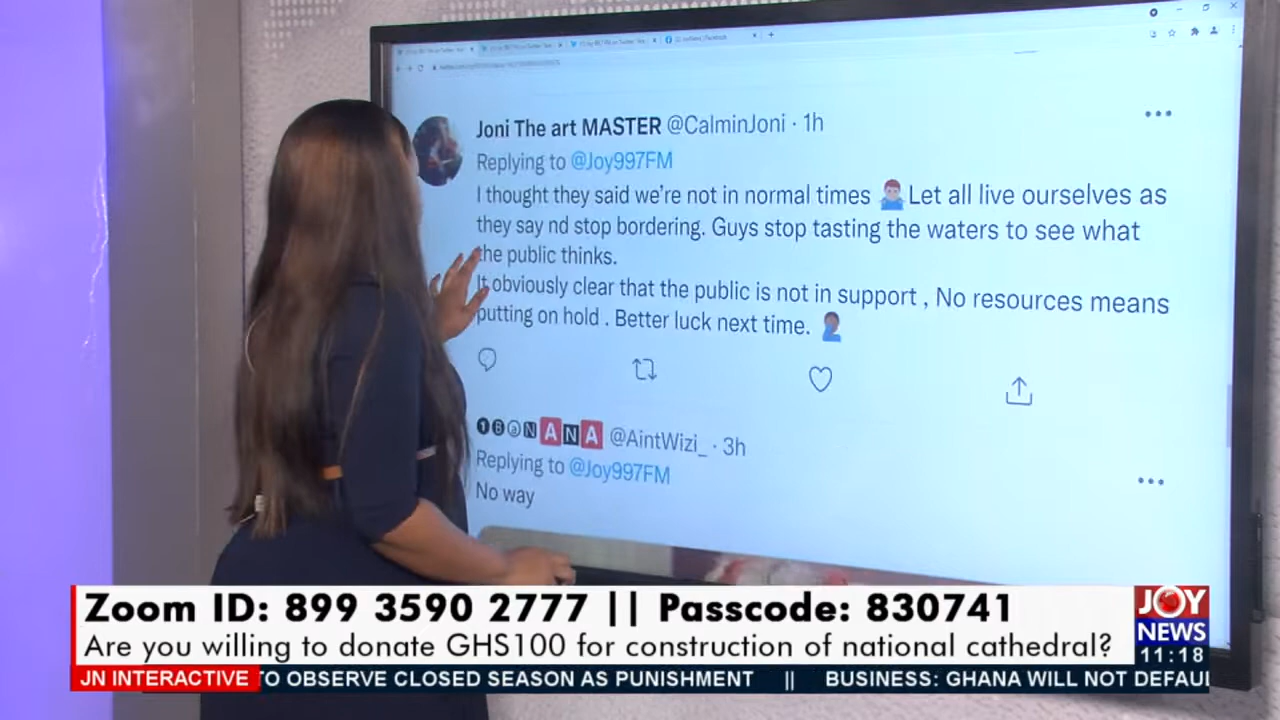 Joni The art MASTER @CalminJoni · 1h
Replying to @Joy997FM
I thought they said we're not in normal times 🤷🏽‍♂️ Let all live ourselves as
they say nd stop bordering. Guys stop tasting the waters to see what
the public thinks.
It obviously clear that the public is not in support , No resources means
putting on hold . Better luck next time. 🤦🏽‍♂️
❶🅑ⓐ🅽🅰🅽🅰 @AintWizi_ · 3h
Replying to @Joy997FM
No way
Zoom ID: 899 3590 2777 || Passcode: 830741
Are you willing to donate GHS100 for construction of national cathedral?
JOY
NEWS
11:18
JN INTERACTIVE TO OBSERVE CLOSED SEASON AS PUNISHMENT || BUSINESS: GHANA WILL NOT DEFAUL